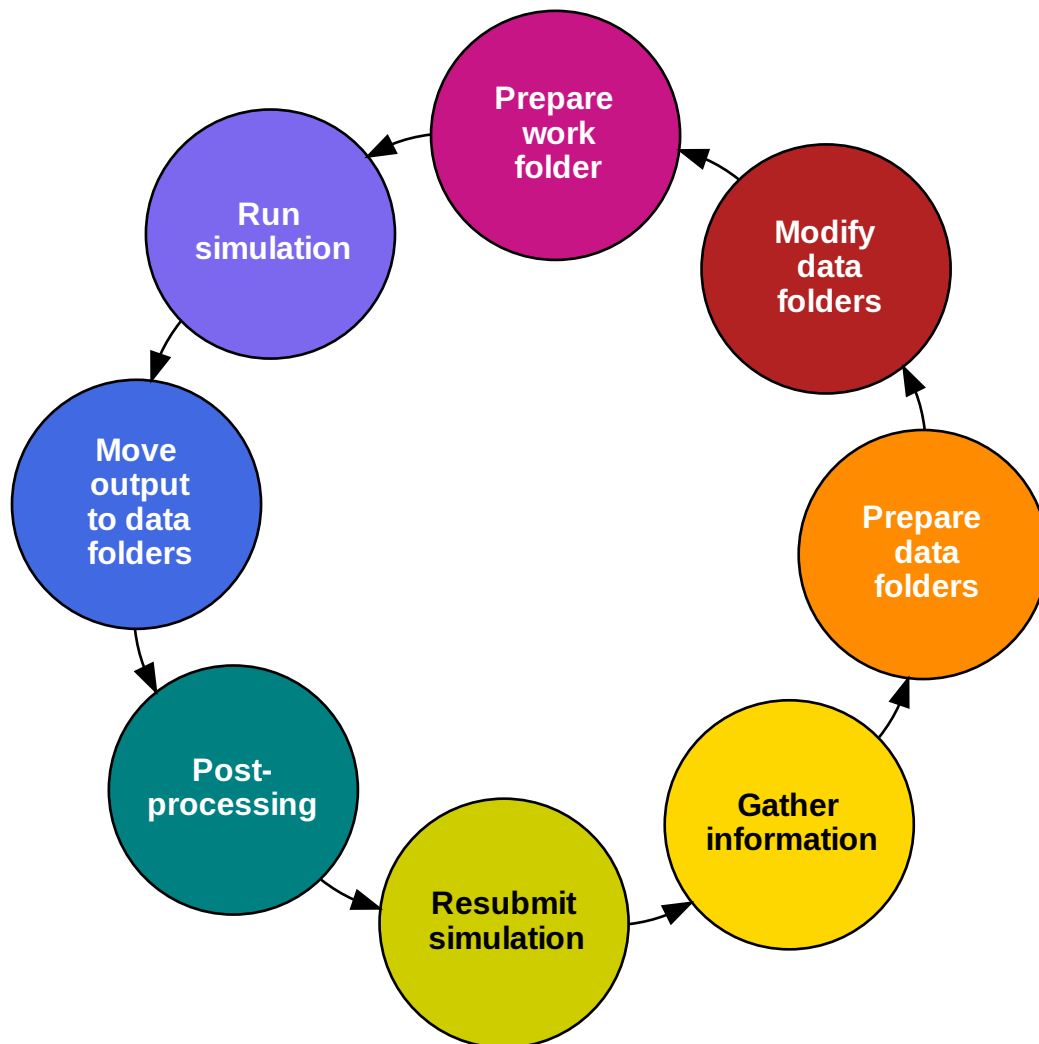 Prepare
work
folder
Run
simulation
Modify
data
folders
Move
output
to data
folders
Prepare
data
folders
Post-
processing
Gather
information
Resubmit
simulation